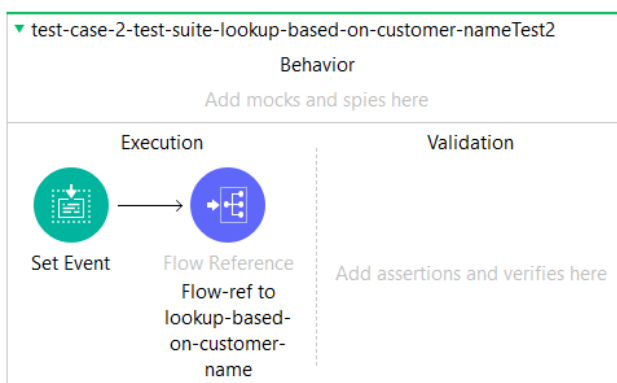 test-case-2-test-suite-lookup-based-on-customer-nameTest2
Behavior
Add mocks and spies here
Execution
Validation
Set Event
Flow Reference
Flow-ref to
lookup-based-
on-customer-
name
Add assertions and verifies here